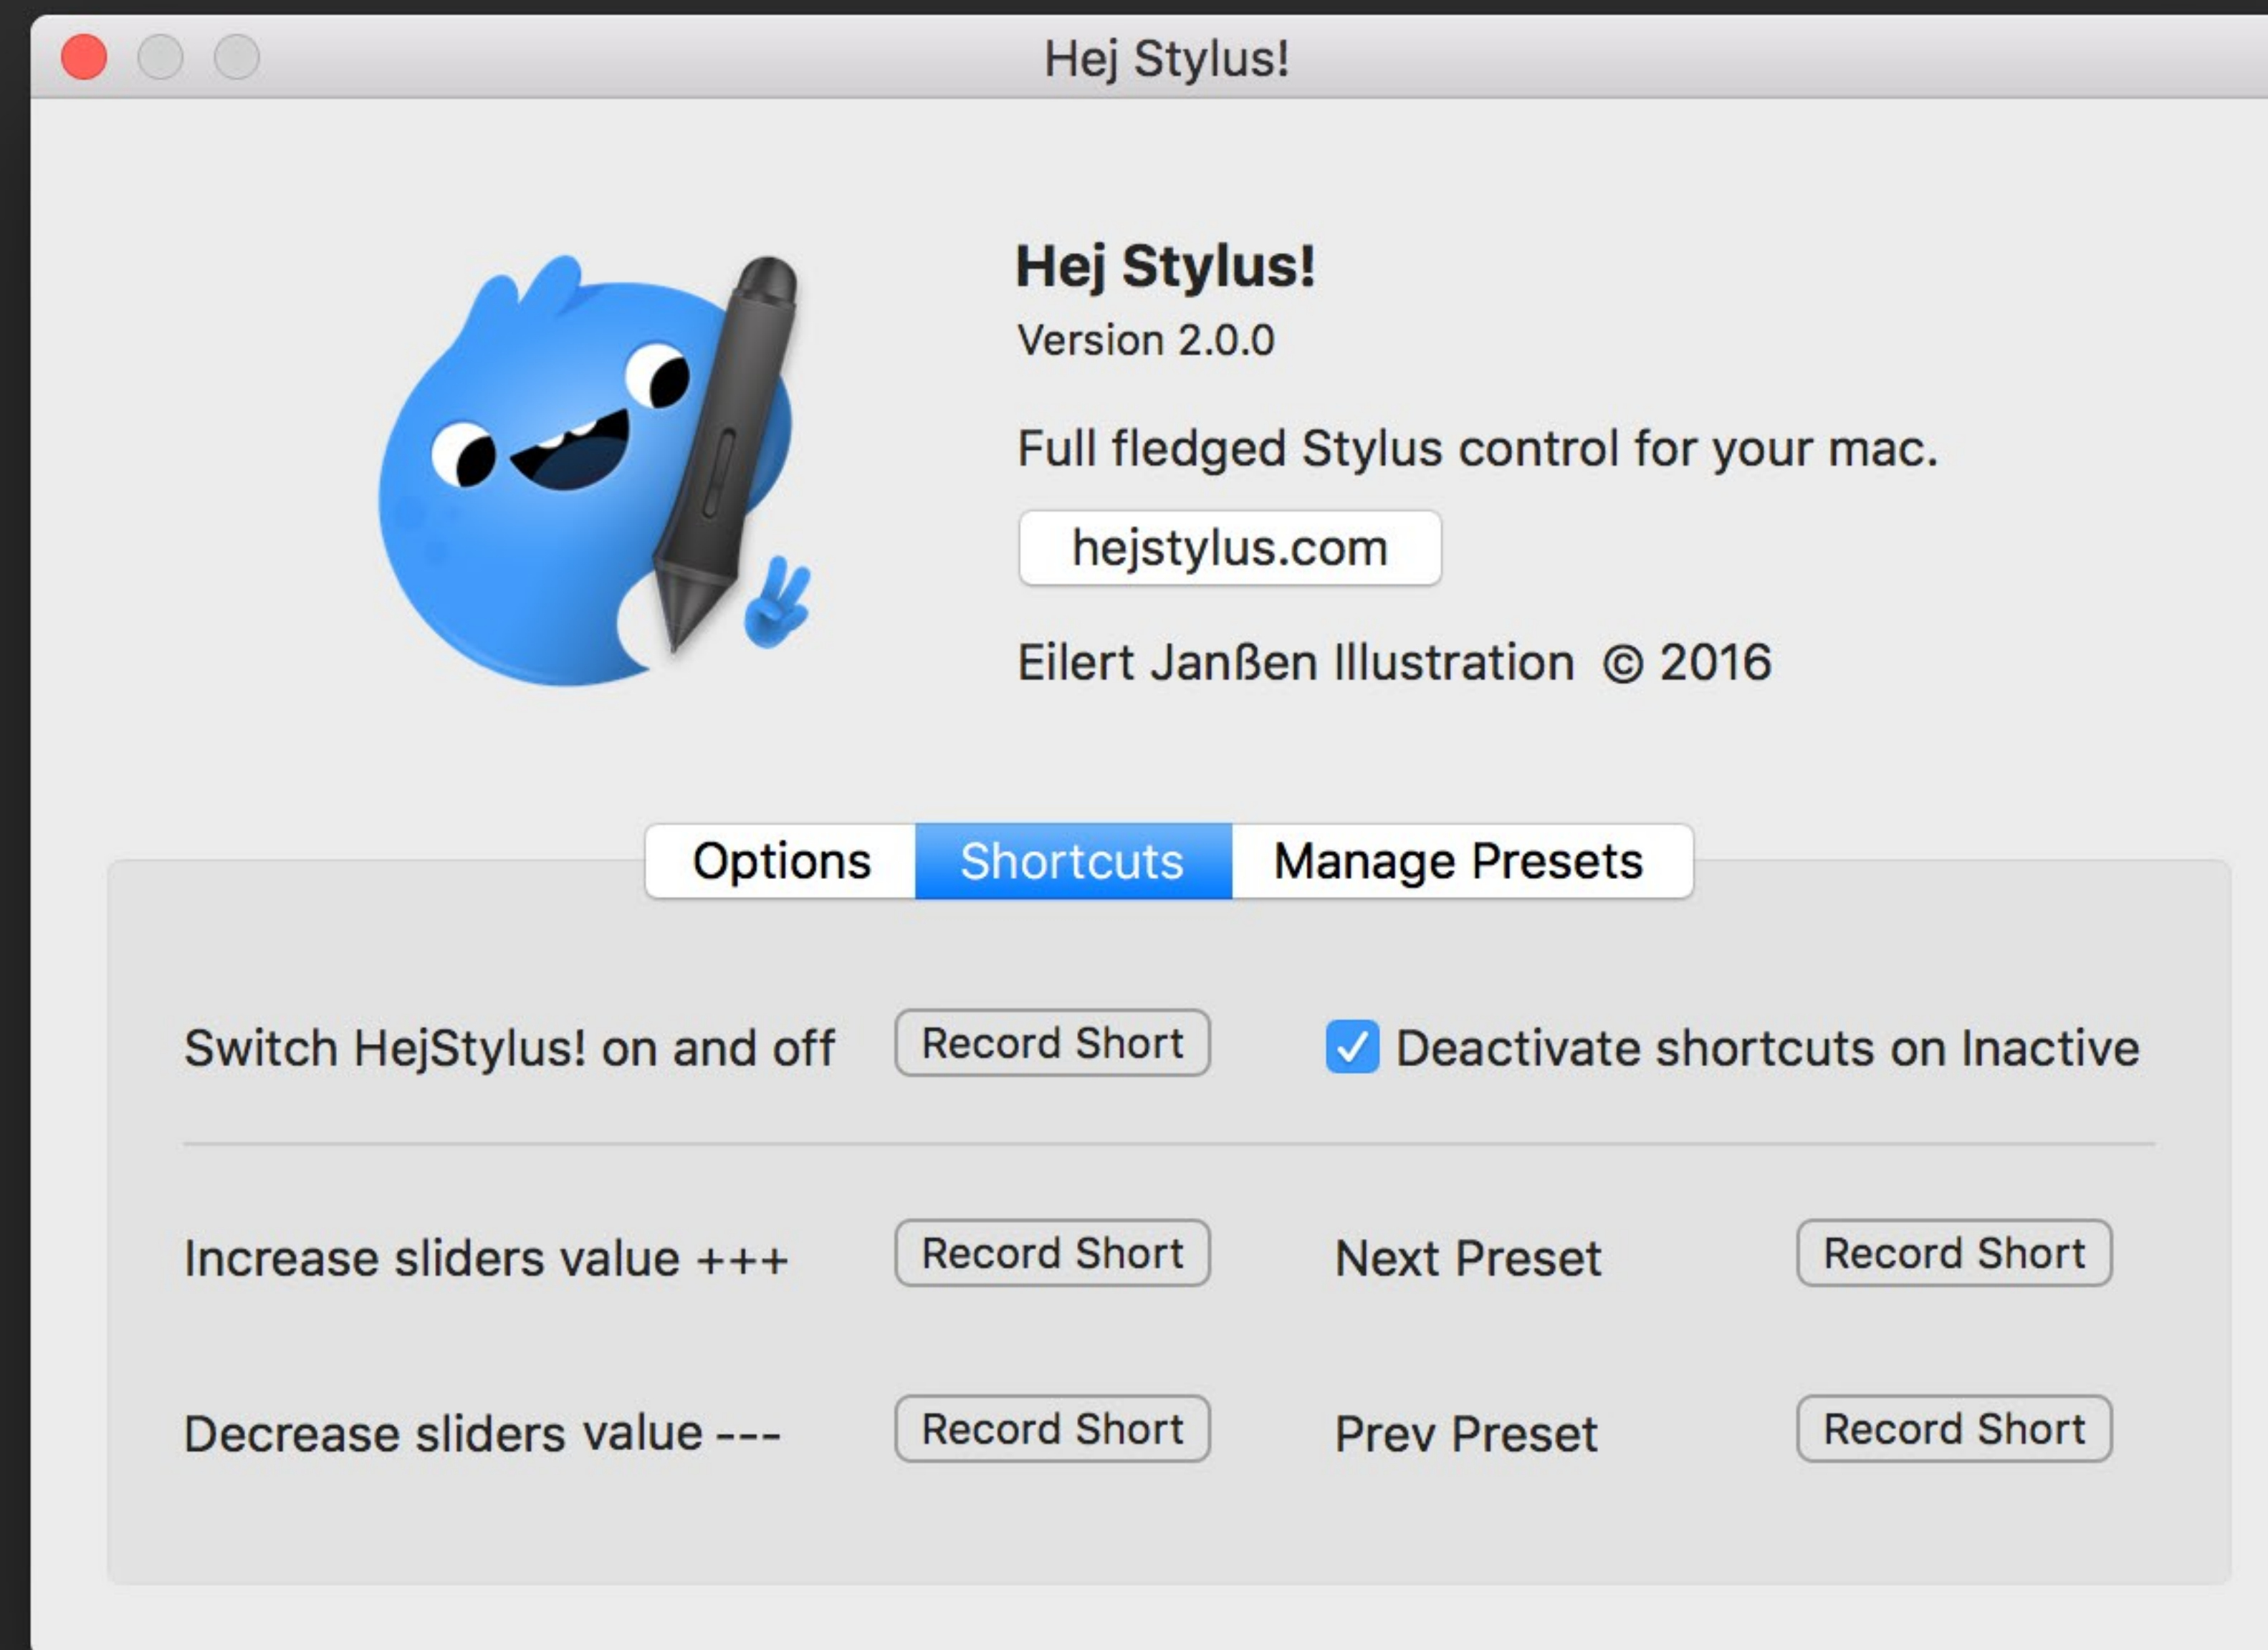 Hej Stylus!
Hej Stylus!
Version 2.0.0
Full fledged Stylus control for your mac.
hejstylus.com
Eilert Janßen Illustration © 2016
Options Shortcuts Manage Presets
Switch HejStylus! on and off Record Short Deactivate shortcuts on Inactive
Increase sliders value +++ Record Short Next Preset Record Short
Decrease sliders value --- Record Short Prev Preset Record Short